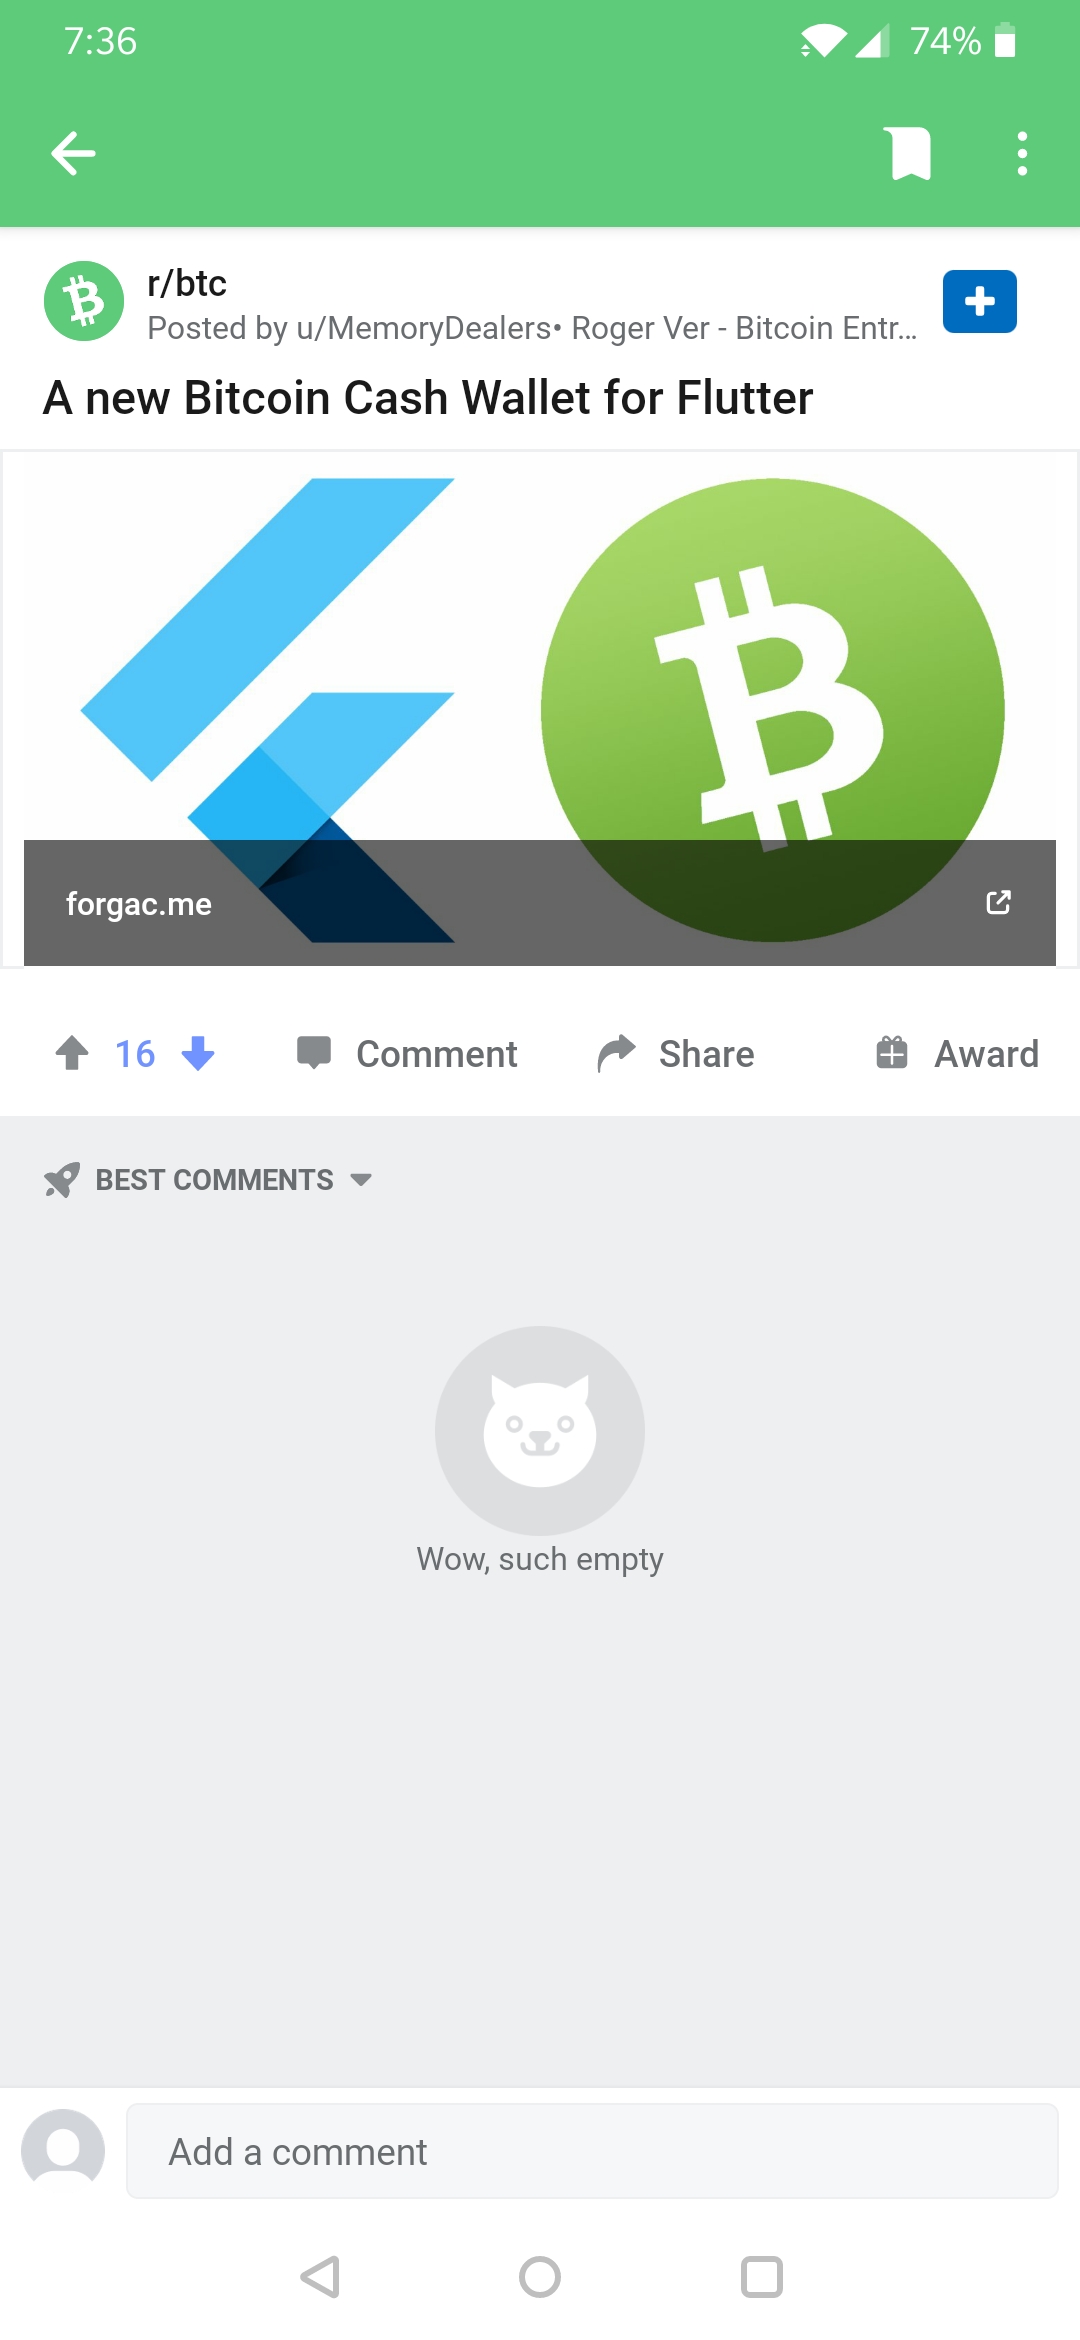 7:36
74%
r/btc
Posted by u/MemoryDealers• Roger Ver - Bitcoin Entr...
A new Bitcoin Cash Wallet for Flutter
forgac.me
16
Comment
Share
Award
BEST COMMENTS
Wow, such empty
Add a comment